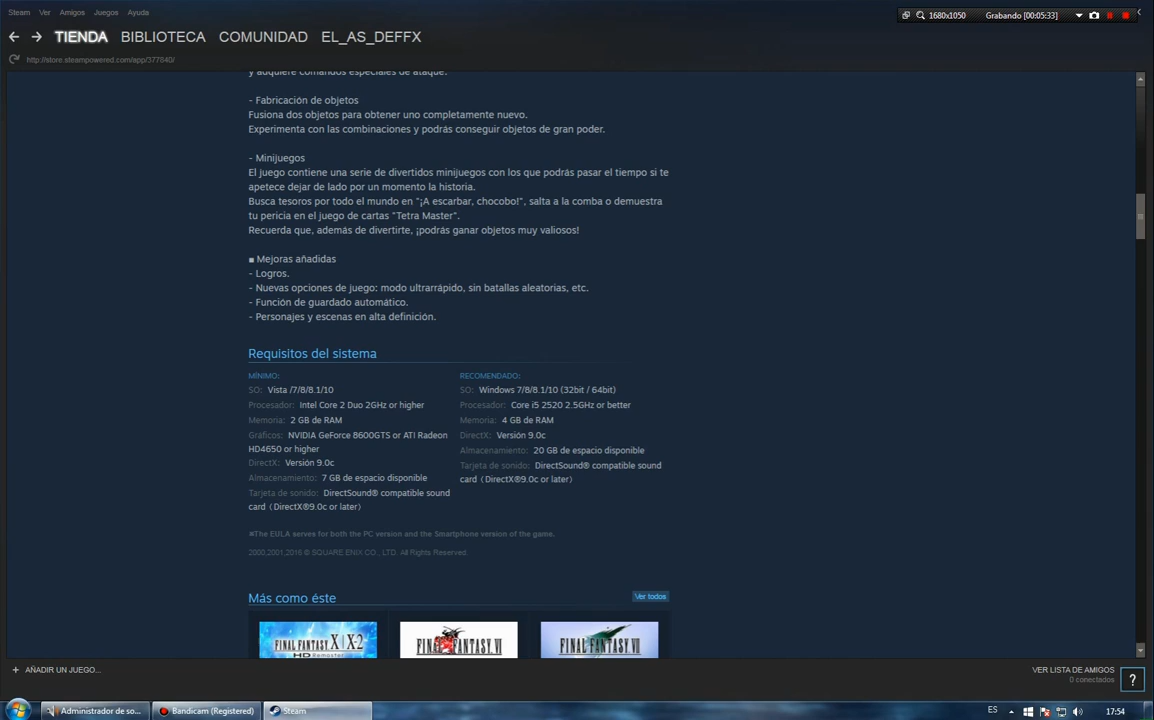 Steam Ver Amigos Juegos Ayuda
1680x1050 Grabando [00:05:33]
TIENDA BIBLIOTECA COMUNIDAD EL_AS_DEFFX
http://store.steampowered.com/app/377840/
y adquiere comandos especiales de ataque.
- Fabricación de objetos
Fusiona dos objetos para obtener uno completamente nuevo.
Experimenta con las combinaciones y podrás conseguir objetos de gran poder.
- Minijuegos
El juego contiene una serie de divertidos minijuegos con los que podrás pasar el tiempo si te
apetece dejar de lado por un momento la historia.
Busca tesoros por todo el mundo en "¡A escarbar, chocobo!", salta a la comba o demuestra
tu pericia en el juego de cartas "Tetra Master".
Recuerda que, además de divertirte, ¡podrás ganar objetos muy valiosos!
■ Mejoras añadidas
- Logros.
- Nuevas opciones de juego: modo ultrarrápido, sin batallas aleatorias, etc.
- Función de guardado automático.
- Personajes y escenas en alta definición.
Requisitos del sistema
MÍNIMO:
SO: Vista /7/8/8.1/10
Procesador: Intel Core 2 Duo 2GHz or higher
Memoria: 2 GB de RAM
Gráficos: NVIDIA GeForce 8600GTS or ATI Radeon
HD4650 or higher
DirectX: Versión 9.0c
Almacenamiento: 7 GB de espacio disponible
Tarjeta de sonido: DirectSound® compatible sound
card（DirectX®9.0c or later）
RECOMENDADO:
SO: Windows 7/8/8.1/10 (32bit / 64bit)
Procesador: Core i5 2520 2.5GHz or better
Memoria: 4 GB de RAM
DirectX: Versión 9.0c
Almacenamiento: 20 GB de espacio disponible
Tarjeta de sonido: DirectSound® compatible sound
card（DirectX®9.0c or later）
※The EULA serves for both the PC version and the Smartphone version of the game.
2000,2001,2016 © SQUARE ENIX CO., LTD. All Rights Reserved.
Más como éste
Ver todos
FINAL FANTASY X|X-2
HD Remaster
FINAL FANTASY VI
FINAL FANTASY VII
+ AÑADIR UN JUEGO...
VER LISTA DE AMIGOS
0 conectados
?
Administrador de so...
Bandicam (Registered)
Steam
ES
17:54